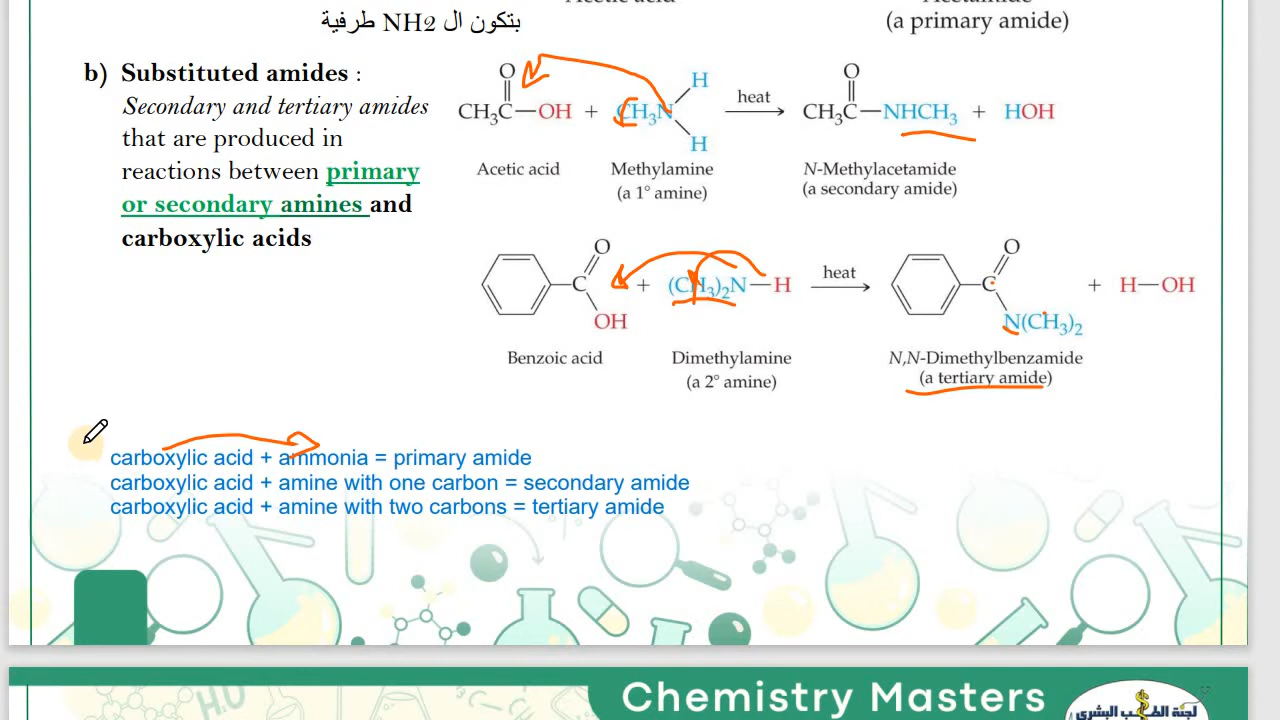 بتكون ال NH2 طرفية
(a primary amide)
b) Substituted amides :
Secondary and tertiary amides
that are produced in
reactions between primary
or secondary amines and
carboxylic acids
O
CH₃C—OH + CH₃N
H
H
heat
O
CH₃C—NHCH₃ + HOH
Acetic acid
Methylamine
(a 1° amine)
N-Methylacetamide
(a secondary amide)
O
C
OH
+ (CH₃)₂N—H
heat
O
C
N(CH₃)₂
+ H—OH
Benzoic acid
Dimethylamine
(a 2° amine)
N,N-Dimethylbenzamide
(a tertiary amide)
carboxylic acid + ammonia = primary amide
carboxylic acid + amine with one carbon = secondary amide
carboxylic acid + amine with two carbons = tertiary amide
Chemistry Masters
لجنة الطب البشري